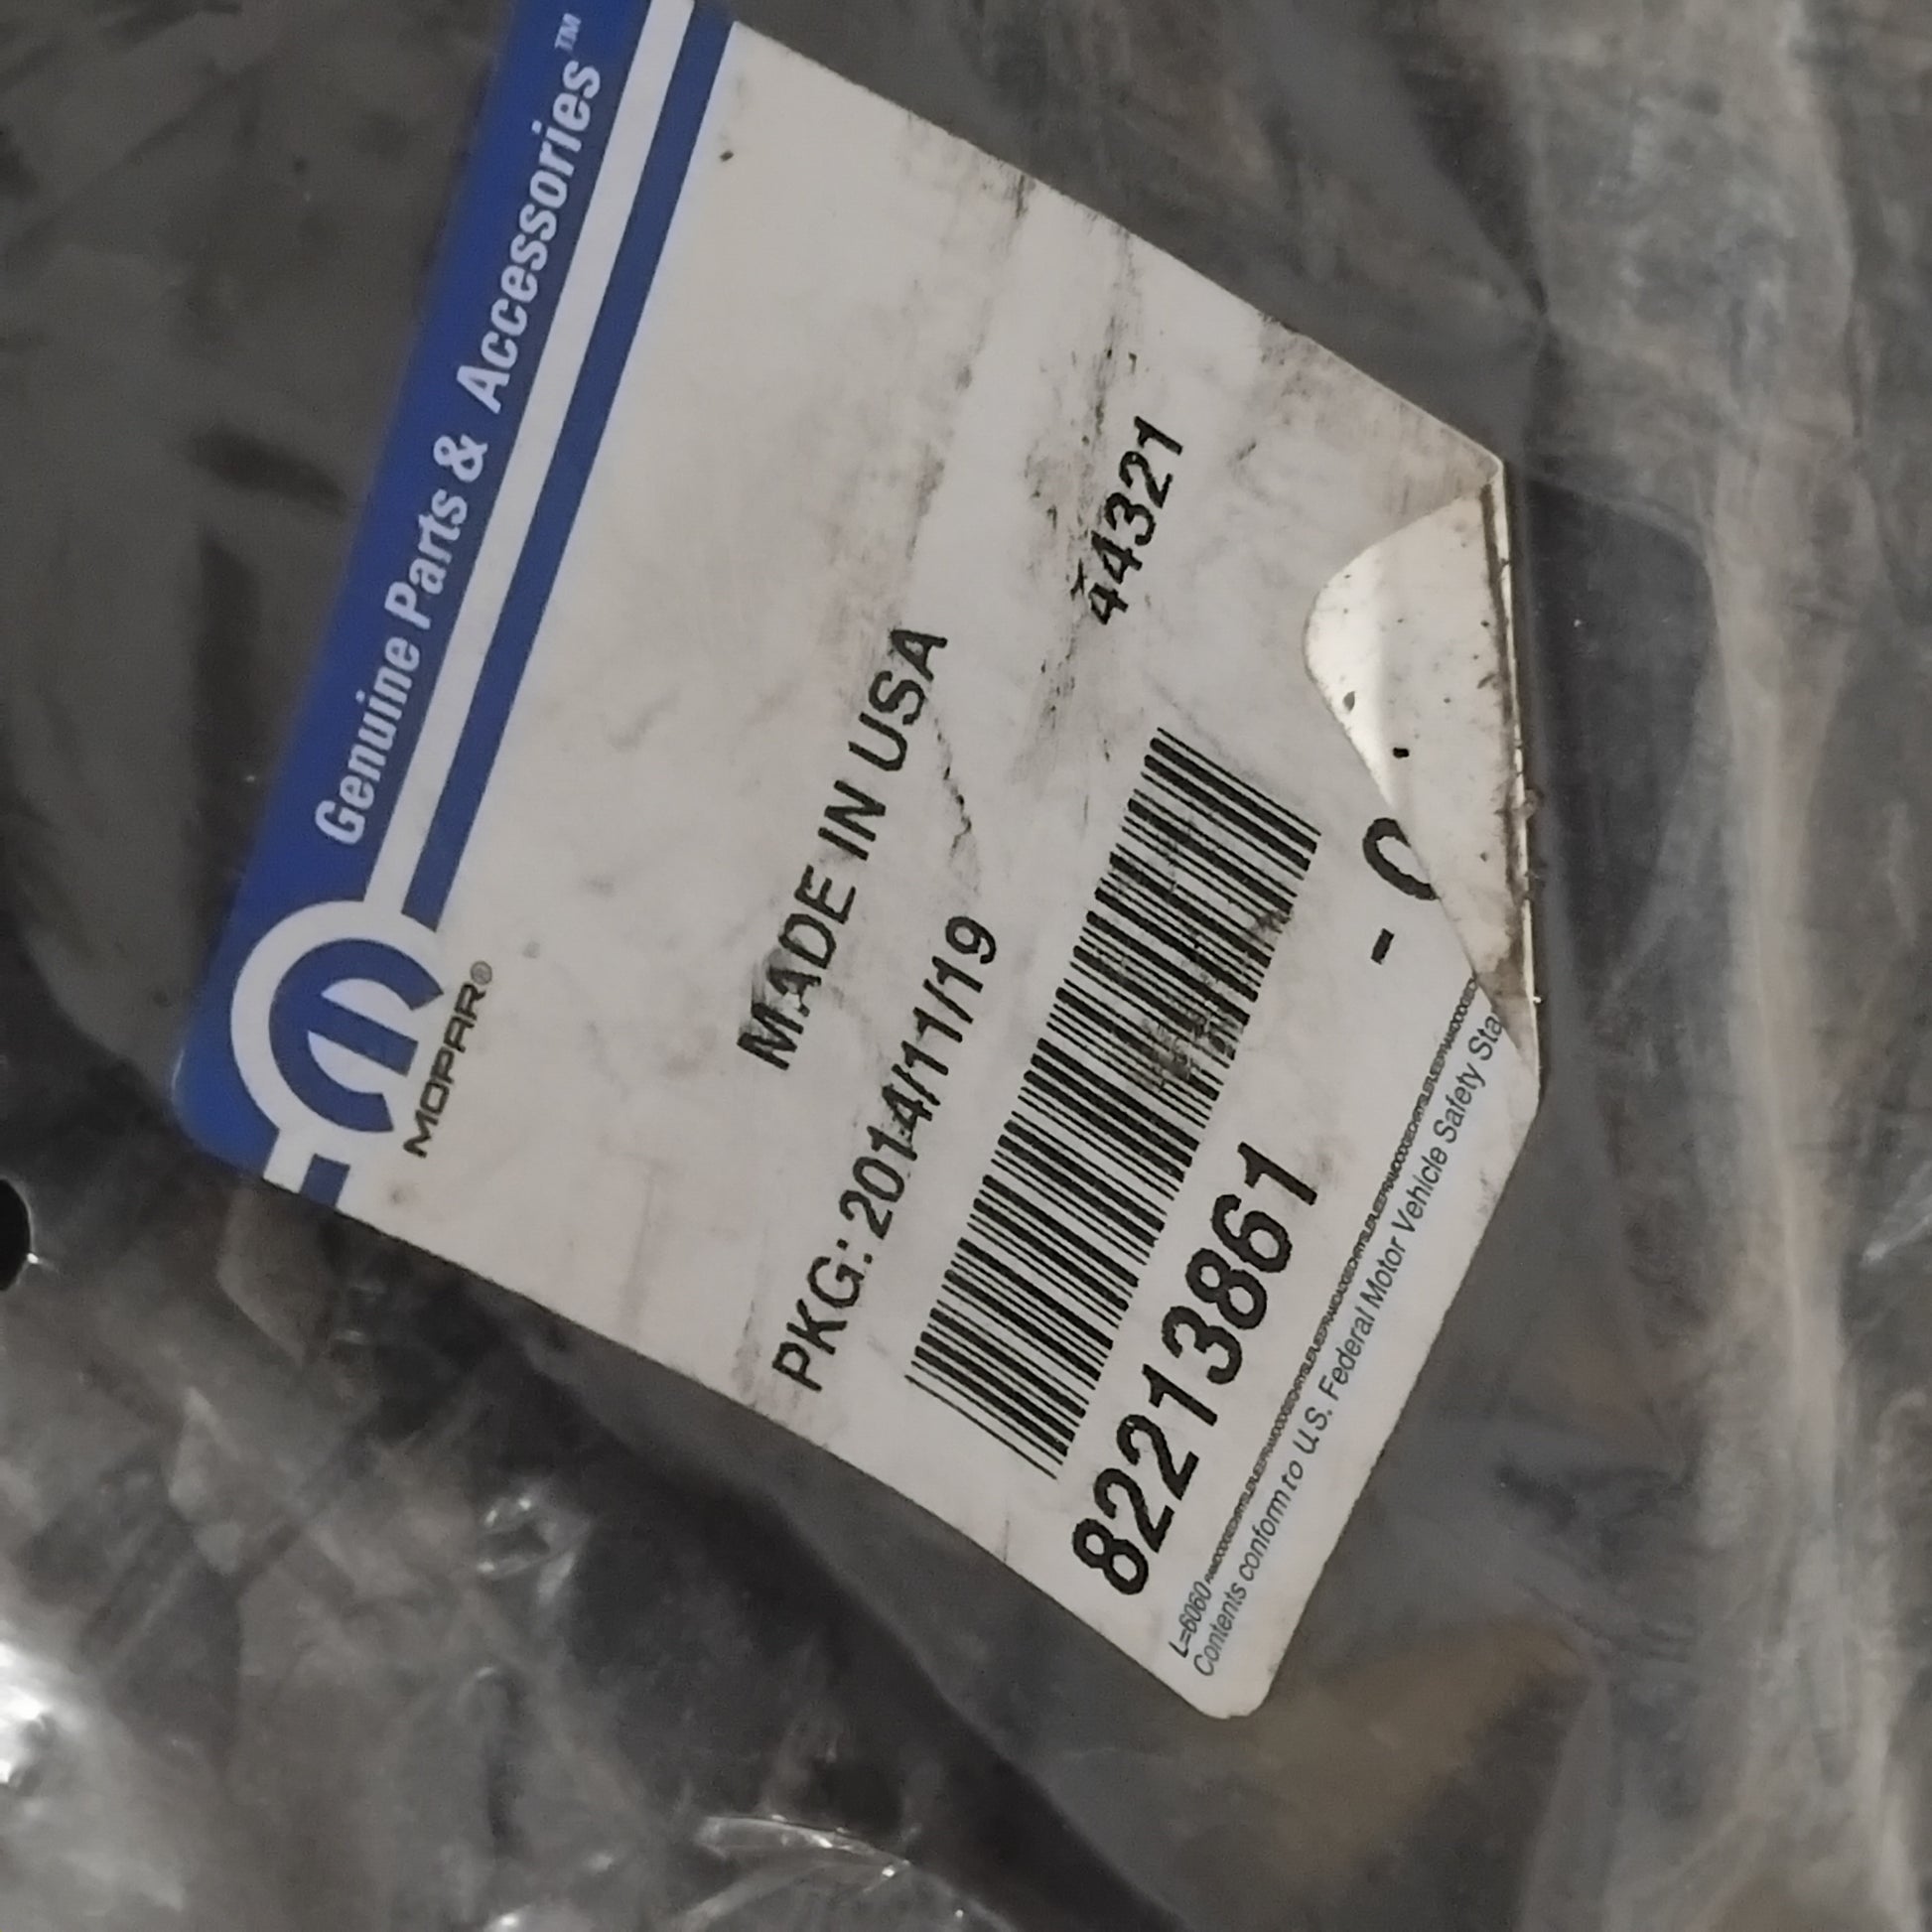 Genuine Parts & Accessories™
MOPAR®
MADE IN USA
PKG: 2014/11/19 44321
82213861 -
L=6060
Contents conform to U.S. Federal Motor Vehicle Safety